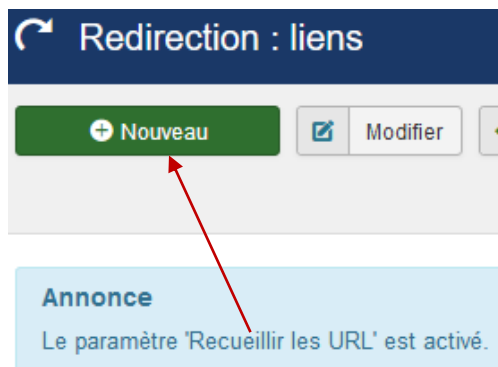 Redirection : liens
Nouveau
Modifier
Annonce
Le paramètre 'Recueillir les URL' est activé.